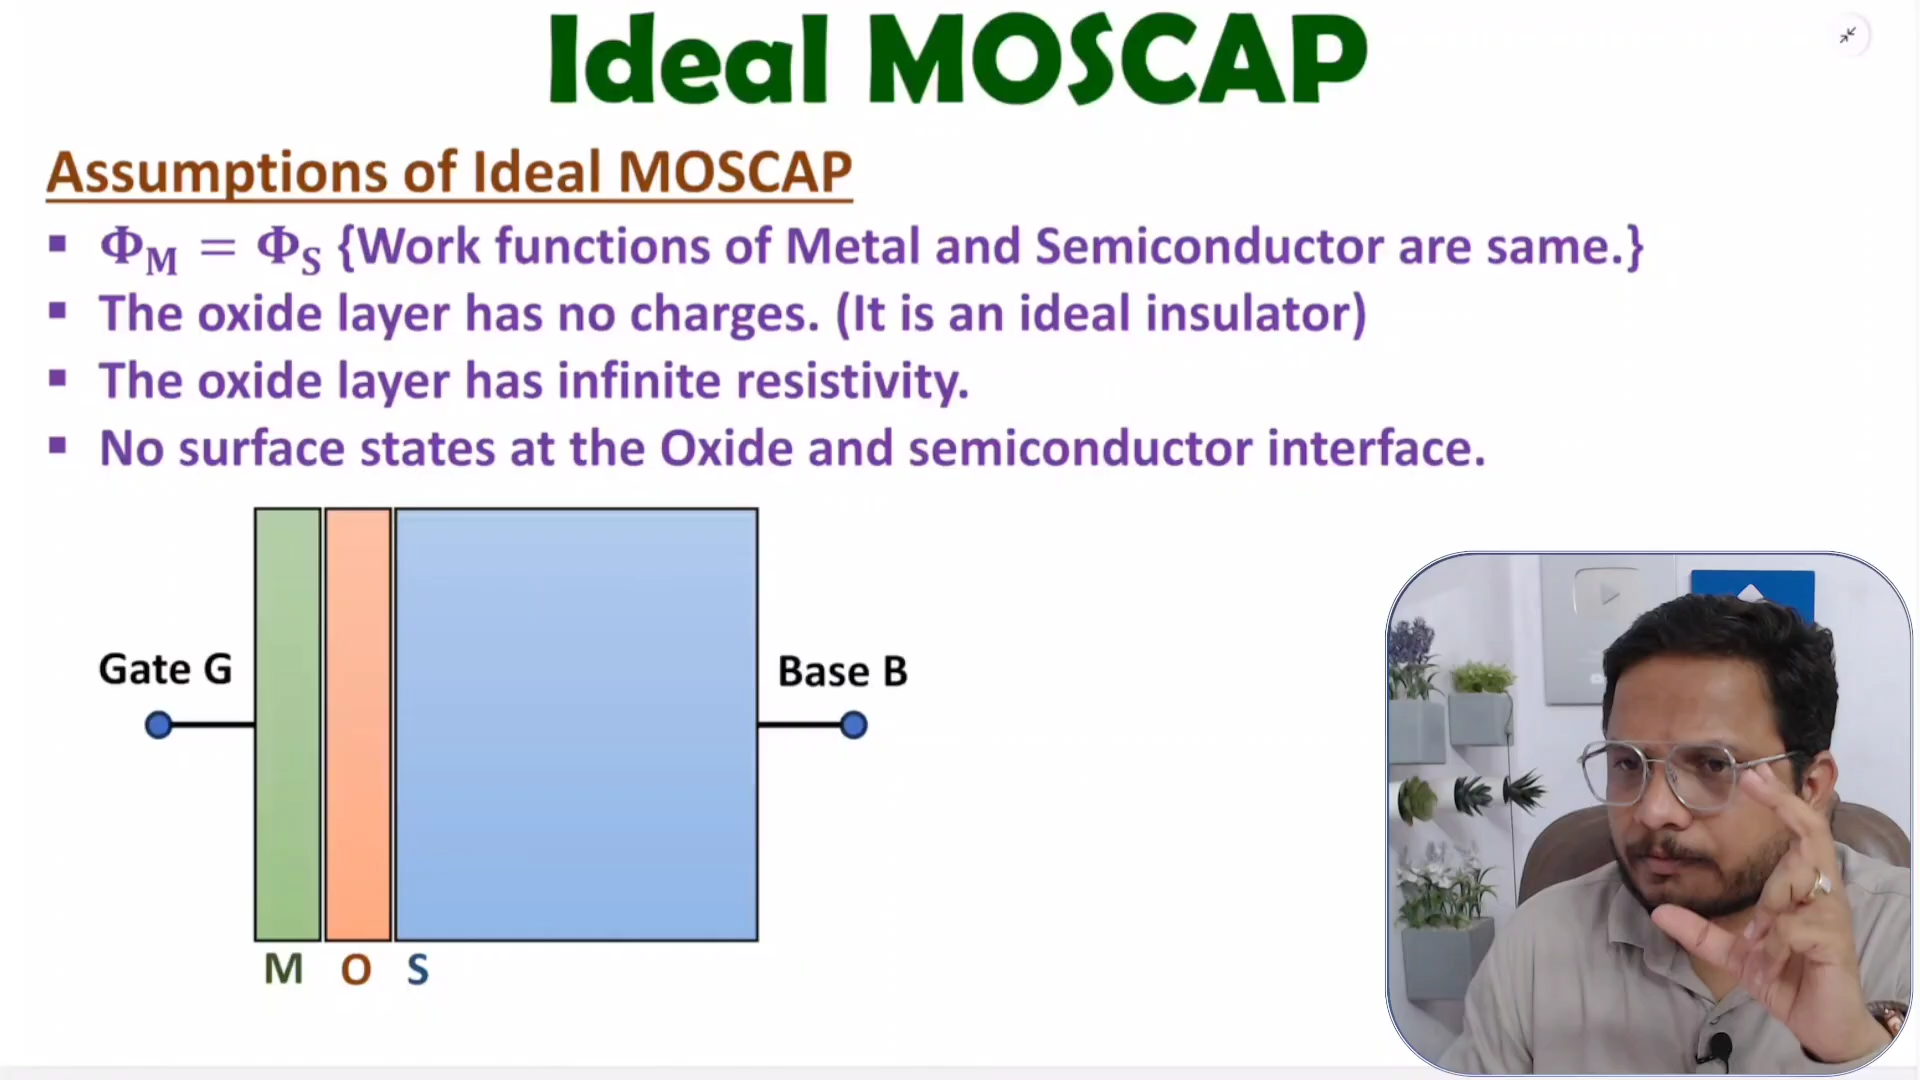 Ideal MOSCAP
Assumptions of Ideal MOSCAP
▪ Φ_M = Φ_S {Work functions of Metal and Semiconductor are same.}
▪ The oxide layer has no charges. (It is an ideal insulator)
▪ The oxide layer has infinite resistivity.
▪ No surface states at the Oxide and semiconductor interface.
Gate G
Base B
M O S